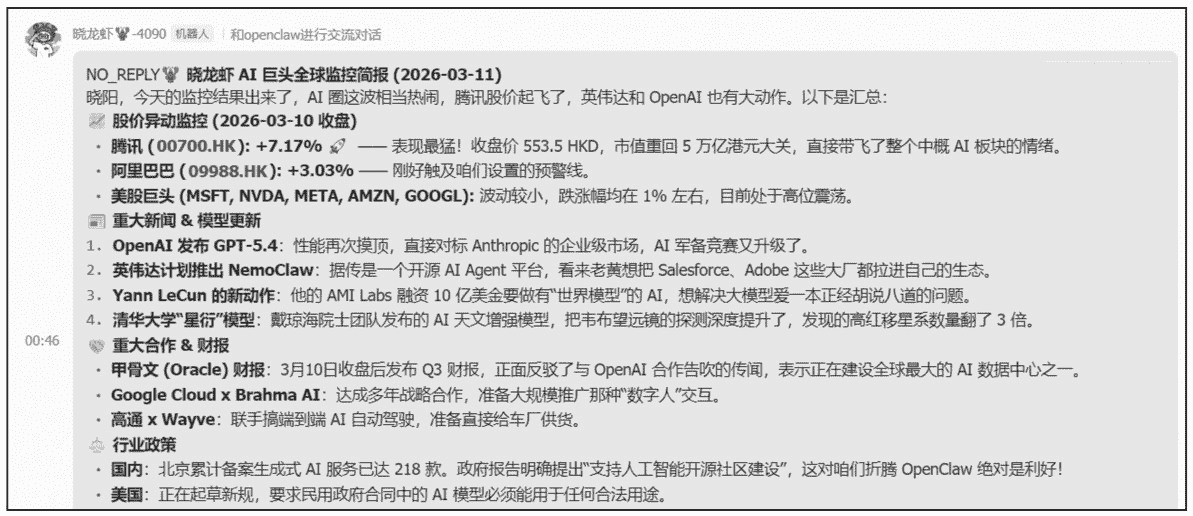 晓龙虾🦞-4090 机器人 | 和openclaw进行交流对话
NO_REPLY🦞 晓龙虾 AI 巨头全球监控简报 (2026-03-11)
晓阳，今天的监控结果出来了，AI 圈这波相当热闹，腾讯股价起飞了，英伟达和 OpenAI 也有大动作。以下是汇总：
📈 股价异动监控 (2026-03-10 收盘)
• 腾讯 (00700.HK): +7.17% 🚀 —— 表现最猛！收盘价 553.5 HKD，市值重回 5 万亿港元大关，直接带飞了整个中概 AI 板块的情绪。
• 阿里巴巴 (09988.HK): +3.03% —— 刚好触及咱们设置的预警线。
• 美股巨头 (MSFT, NVDA, META, AMZN, GOOGL): 波动较小，跌涨幅均在 1% 左右，目前处于高位震荡。
📰 重大新闻 & 模型更新
1. OpenAI 发布 GPT-5.4：性能再次摸顶，直接对标 Anthropic 的企业级市场，AI 军备竞赛又升级了。
2. 英伟达计划推出 NemoClaw：据传是一个开源 AI Agent 平台，看来老黄想把 Salesforce、Adobe 这些大厂都拉进自己的生态。
3. Yann LeCun 的新动作：他的 AMI Labs 融资 10 亿美金要做有“世界模型”的 AI，想解决大模型爱一本正经胡说八道的问题。
4. 清华大学“星衍”模型：戴琼海院士团队发布的 AI 天文增强模型，把韦布望远镜的探测深度提升了，发现的高红移星系数量翻了 3 倍。
00:46
🤝 重大合作 & 财报
• 甲骨文 (Oracle) 财报：3月10日收盘后发布 Q3 财报，正面反驳了与 OpenAI 合作告吹的传闻，表示正在建设全球最大的 AI 数据中心之一。
• Google Cloud x Brahma AI：达成多年战略合作，准备大规模推广那种“数字人”交互。
• 高通 x Wayve：联手搞端到端 AI 自动驾驶，准备直接给车厂供货。
⚖️ 行业政策
• 国内：北京累计备案生成式 AI 服务已达 218 款。政府报告明确提出“支持人工智能开源社区建设”，这对咱们折腾 OpenClaw 绝对是利好！
• 美国：正在起草新规，要求民用政府合同中的 AI 模型必须能用于任何合法用途。